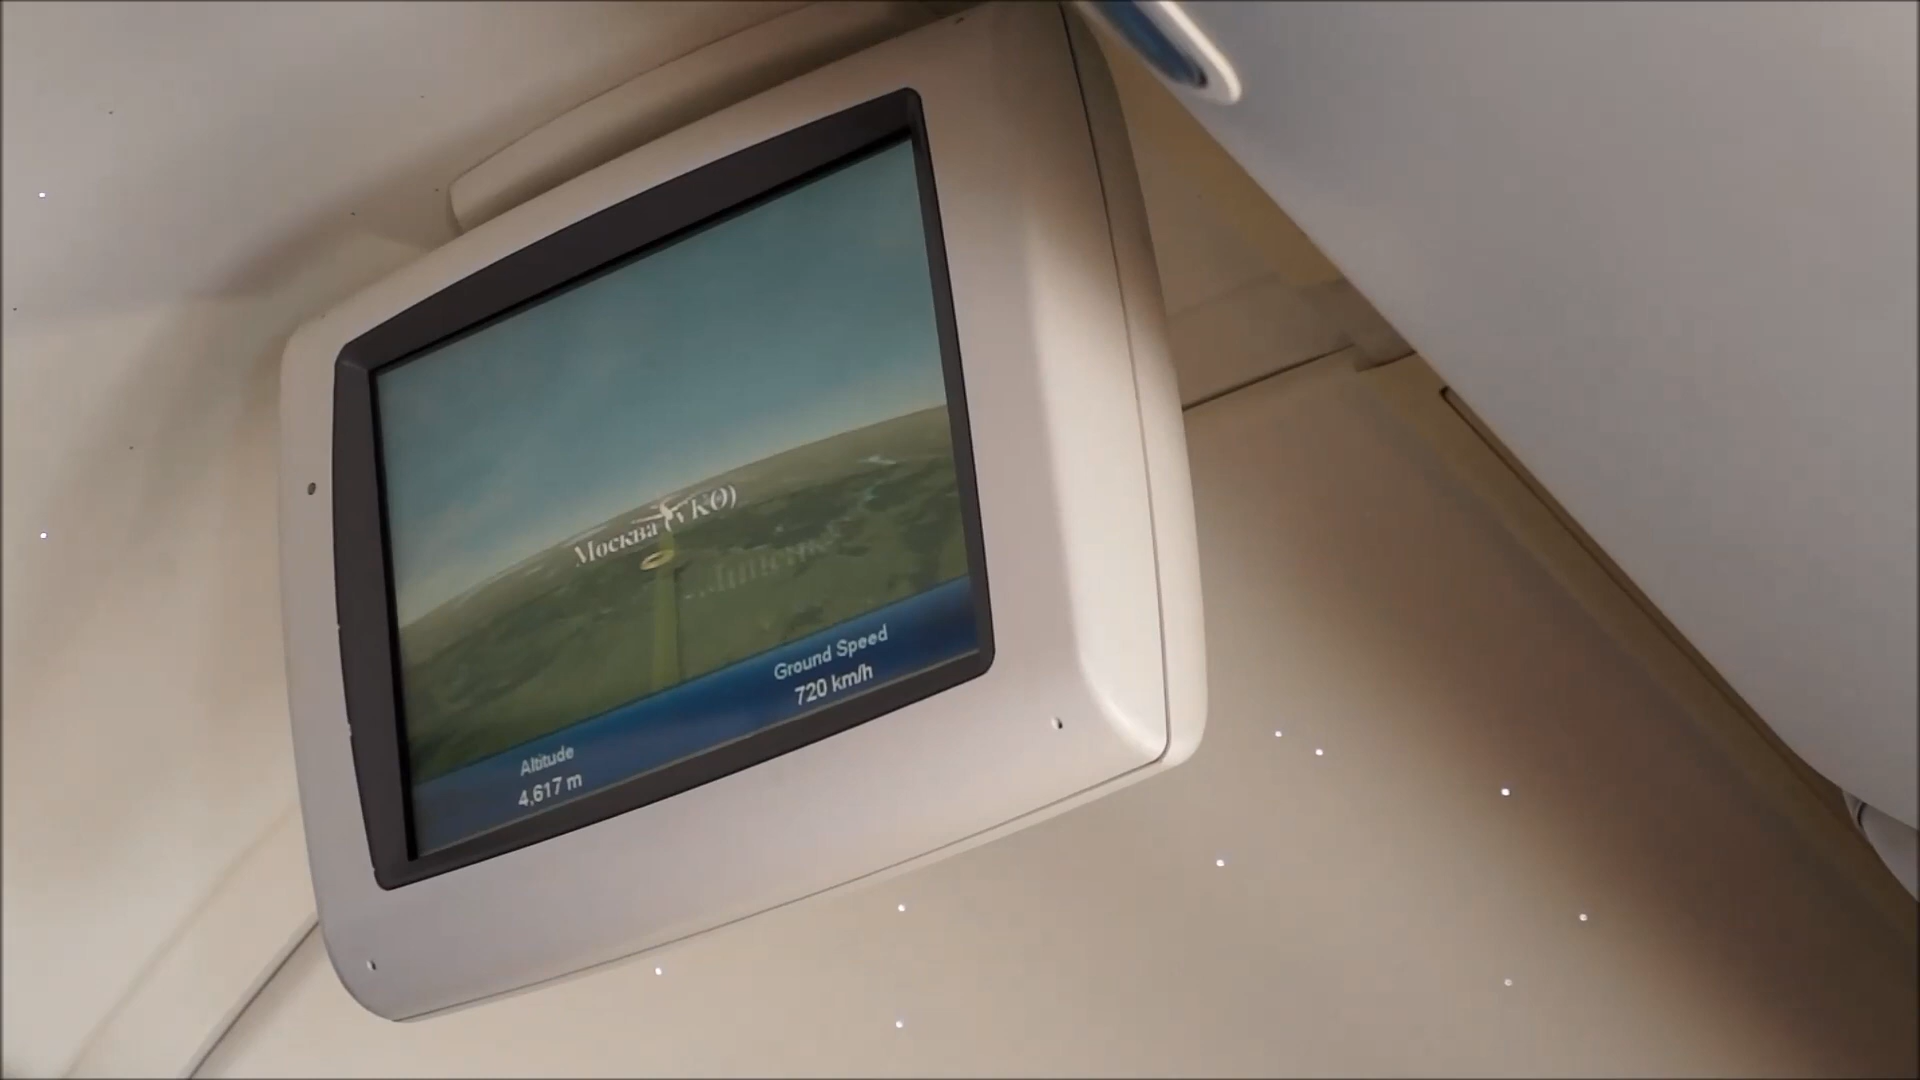 Москва (VKO)
Altitude
4,617 m
Ground Speed
720 km/h